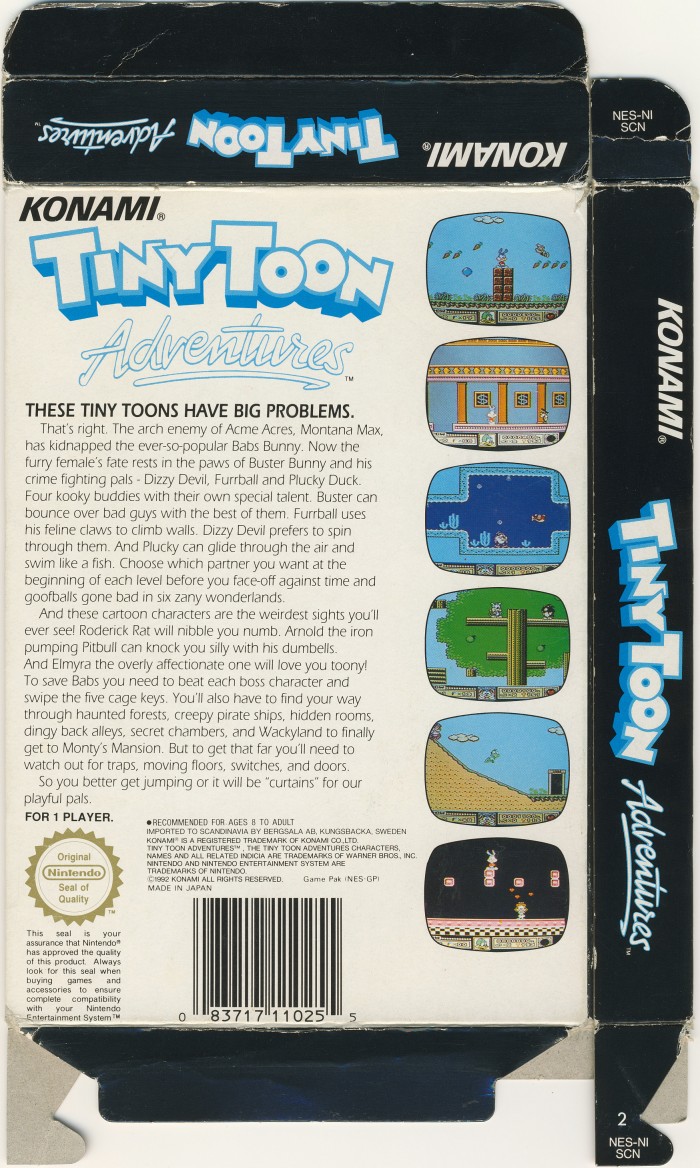 Adventures™ TINY TOON KONAMI®
NES-NI
SCN
KONAMI®
TINY TOON
Adventures™
THESE TINY TOONS HAVE BIG PROBLEMS.
That's right. The arch enemy of Acme Acres, Montana Max,
has kidnapped the ever-so-popular Babs Bunny. Now the
furry female's fate rests in the paws of Buster Bunny and his
crime fighting pals - Dizzy Devil, Furrball and Plucky Duck.
Four kooky buddies with their own special talent. Buster can
bounce over bad guys with the best of them. Furrball uses
his feline claws to climb walls. Dizzy Devil prefers to spin
through them. And Plucky can glide through the air and
swim like a fish. Choose which partner you want at the
beginning of each level before you face-off against time and
goofballs gone bad in six zany wonderlands.
And these cartoon characters are the weirdest sights you'll
ever see! Roderick Rat will nibble you numb. Arnold the iron
pumping Pitbull can knock you silly with his dumbells.
And Elmyra the overly affectionate one will love you toony!
To save Babs you need to beat each boss character and
swipe the five cage keys. You'll also have to find your way
through haunted forests, creepy pirate ships, hidden rooms,
dingy back alleys, secret chambers, and Wackyland to finally
get to Monty's Mansion. But to get that far you'll need to
watch out for traps, moving floors, switches, and doors.
So you better get jumping or it will be "curtains" for our
playful pals.
FOR 1 PLAYER.
●RECOMMENDED FOR AGES 8 TO ADULT
IMPORTED TO SCANDINAVIA BY BERGSALA AB, KUNGSBACKA, SWEDEN
KONAMI® IS A REGISTERED TRADEMARK OF KONAMI CO.,LTD.
TINY TOON ADVENTURES™, THE TINY TOON ADVENTURES CHARACTERS,
NAMES AND ALL RELATED INDICIA ARE TRADEMARKS OF WARNER BROS., INC.
NINTENDO AND NINTENDO ENTERTAINMENT SYSTEM ARE
TRADEMARKS OF NINTENDO.
©1992 KONAMI ALL RIGHTS RESERVED. Game Pak (NES-GP)
MADE IN JAPAN
Original
Nintendo
Seal of
Quality
™
This seal is your
assurance that Nintendo®
has approved the quality
of this product. Always
look for this seal when
buying games and
accessories to ensure
complete compatibility
with your Nintendo
Entertainment System™
0 83717 11025 5
KONAMI®
TINY TOON
Adventures™
2
NES-NI
SCN